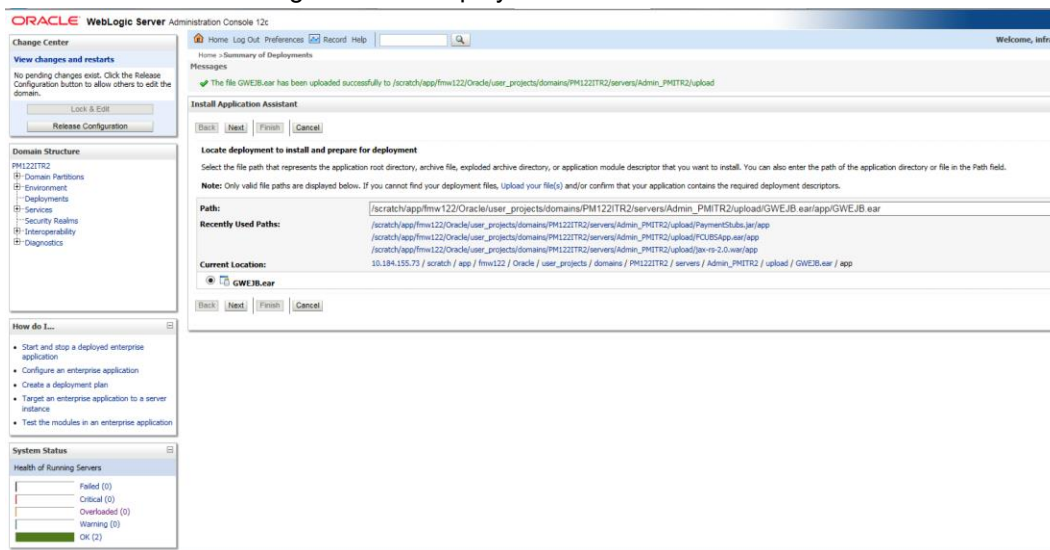 ORACLE WebLogic Server Administration Console 12c
Change Center
View changes and restarts
No pending changes exist. Click the Release
Configuration button to allow others to edit the
domain.
Lock & Edit
Release Configuration
Domain Structure
PM122ITR2
Domain Partitions
Environment
Deployments
Services
Security Realms
Interoperability
Diagnostics
How do I...
Start and stop a deployed enterprise
application
Configure an enterprise application
Create a deployment plan
Target an enterprise application to a server
instance
Test the modules in an enterprise application
System Status
Health of Running Servers
Failed (0)
Critical (0)
Overloaded (0)
Warning (0)
OK (2)
Home Log Out Preferences Record Help
Welcome, infra
Home >Summary of Deployments
Messages
The file GWEJB.ear has been uploaded successfully to /scratch/app/fmw122/Oracle/user_projects/domains/PM122ITR2/servers/Admin_PMITR2/upload
Install Application Assistant
Back Next Finish Cancel
Locate deployment to install and prepare for deployment
Select the file path that represents the application root directory, archive file, exploded archive directory, or application module descriptor that you want to install. You can also enter the path of the application directory or file in the Path field.
Note: Only valid file paths are displayed below. If you cannot find your deployment files, Upload your file(s) and/or confirm that your application contains the required deployment descriptors.
Path: /scratch/app/fmw122/Oracle/user_projects/domains/PM122ITR2/servers/Admin_PMITR2/upload/GWEJB.ear/app/GWEJB.ear
Recently Used Paths: /scratch/app/fmw122/Oracle/user_projects/domains/PM122ITR2/servers/Admin_PMITR2/upload/PaymentStubs.jar/app
/scratch/app/fmw122/Oracle/user_projects/domains/PM122ITR2/servers/Admin_PMITR2/upload/FCUBSApp.ear/app
/scratch/app/fmw122/Oracle/user_projects/domains/PM122ITR2/servers/Admin_PMITR2/upload/jax-rs-2.0.war/app
Current Location: 10.184.155.73 / scratch / app / fmw122 / Oracle / user_projects / domains / PM122ITR2 / servers / Admin_PMITR2 / upload / GWEJB.ear / app
GWEJB.ear
Back Next Finish Cancel